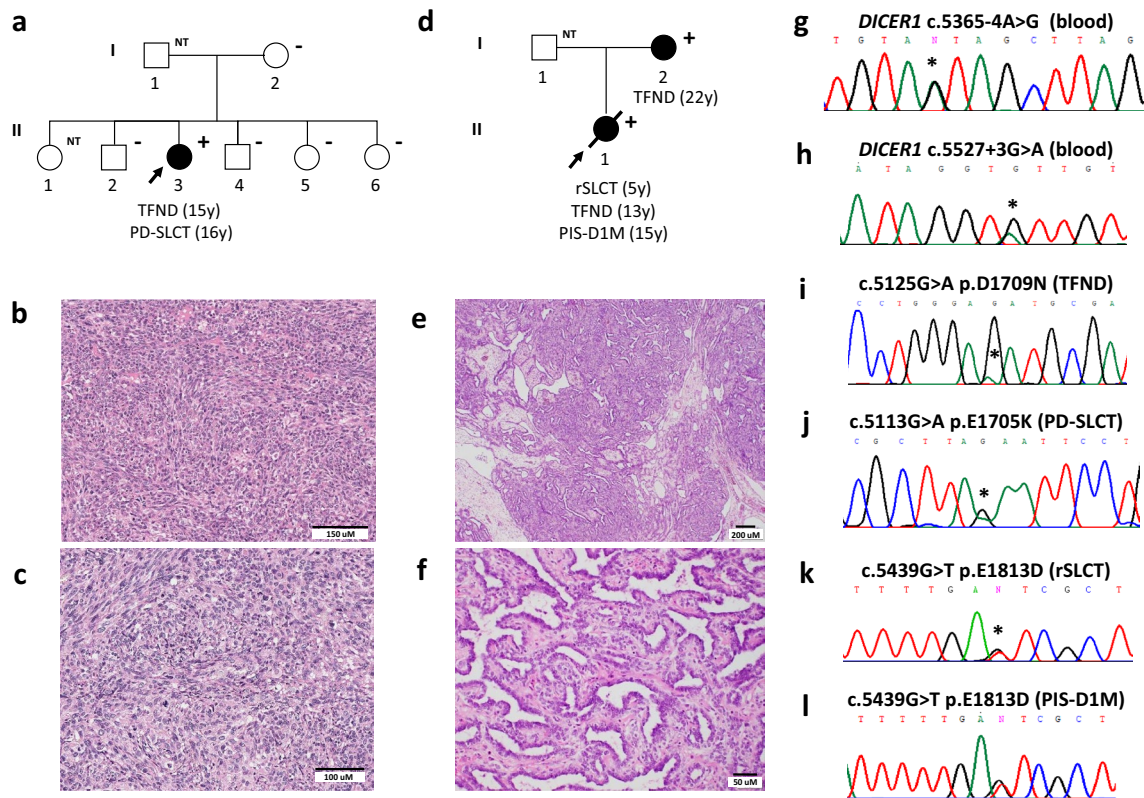 a
I
NT
-
1
2
II
NT
-
+
-
-
-
1
2
3
4
5
6
TFND (15y)
PD-SLCT (16y)
d
I
NT
+
1
2
TFND (22y)
II
+
1
rSLCT (5y)
TFND (13y)
PIS-D1M (15y)
b
150 uM
c
100 uM
e
200 uM
f
50 uM
g
DICER1 c.5365-4A>G (blood)
T G T A N T A G C T T A G
*
h
DICER1 c.5527+3G>A (blood)
A T A G G T G T T G T
*
i
c.5125G>A p.D1709N (TFND)
C C T G G G A G A T G C G A
*
j
c.5113G>A p.E1705K (PD-SLCT)
C G C T T A G A A T T C C T
*
k
c.5439G>T p.E1813D (rSLCT)
T T T T G A N T C G C T
*
l
c.5439G>T p.E1813D (PIS-D1M)
T T T T T G A N T C G C T